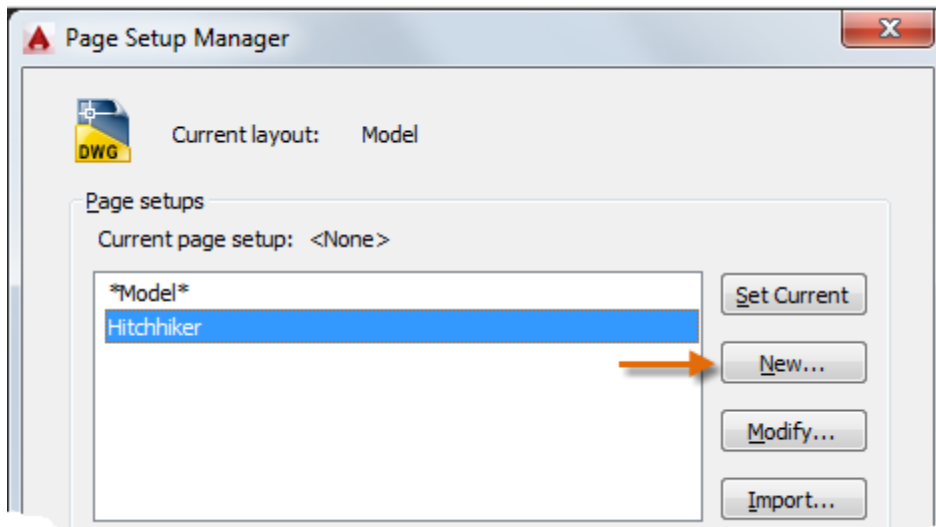 Page Setup Manager
DWG
Current layout: Model
Page setups
Current page setup: <None>
*Model*
Hitchhiker
Set Current
New...
Modify...
Import...